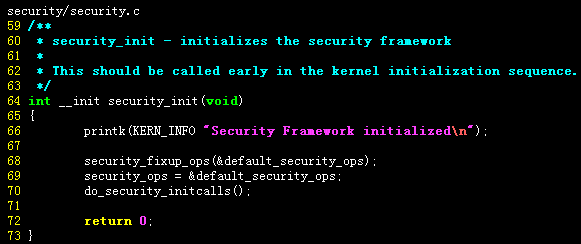 security/security.c
59 /**
60  * security_init - initializes the security framework
61  *
62  * This should be called early in the kernel initialization sequence.
63  */
64 int __init security_init(void)
65 {
66         printk(KERN_INFO "Security Framework initialized\n");
67
68         security_fixup_ops(&default_security_ops);
69         security_ops = &default_security_ops;
70         do_security_initcalls();
71
72         return 0;
73 }